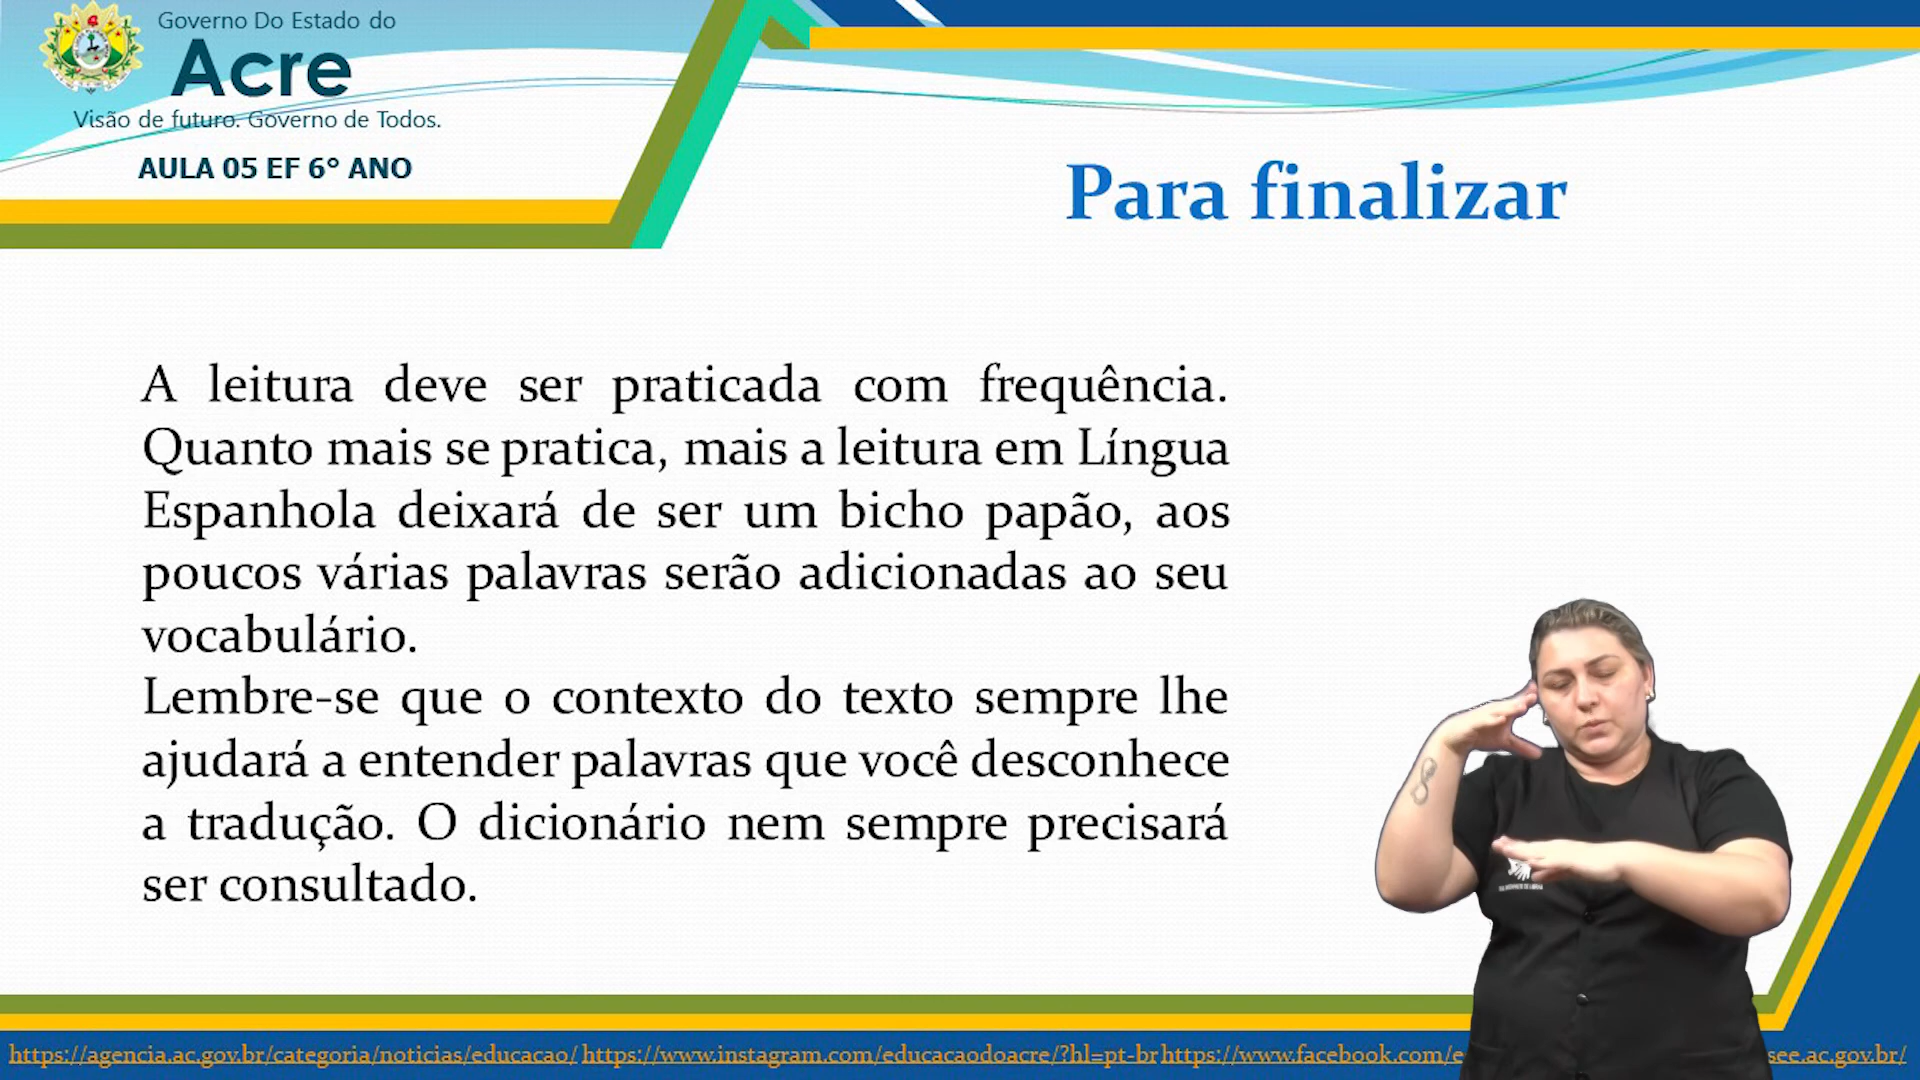 Governo Do Estado do
Acre
Visão de futuro. Governo de Todos.
AULA 05 EF 6° ANO
Para finalizar
A leitura deve ser praticada com frequência.
Quanto mais se pratica, mais a leitura em Língua
Espanhola deixará de ser um bicho papão, aos
poucos várias palavras serão adicionadas ao seu
vocabulário.
Lembre-se que o contexto do texto sempre lhe
ajudará a entender palavras que você desconhece
a tradução. O dicionário nem sempre precisará
ser consultado.
https://agencia.ac.gov.br/categoria/noticias/educacao/ https://www.instagram.com/educacaodoacre/?hl=pt-br https://www.facebook.com/e see.ac.gov.br/